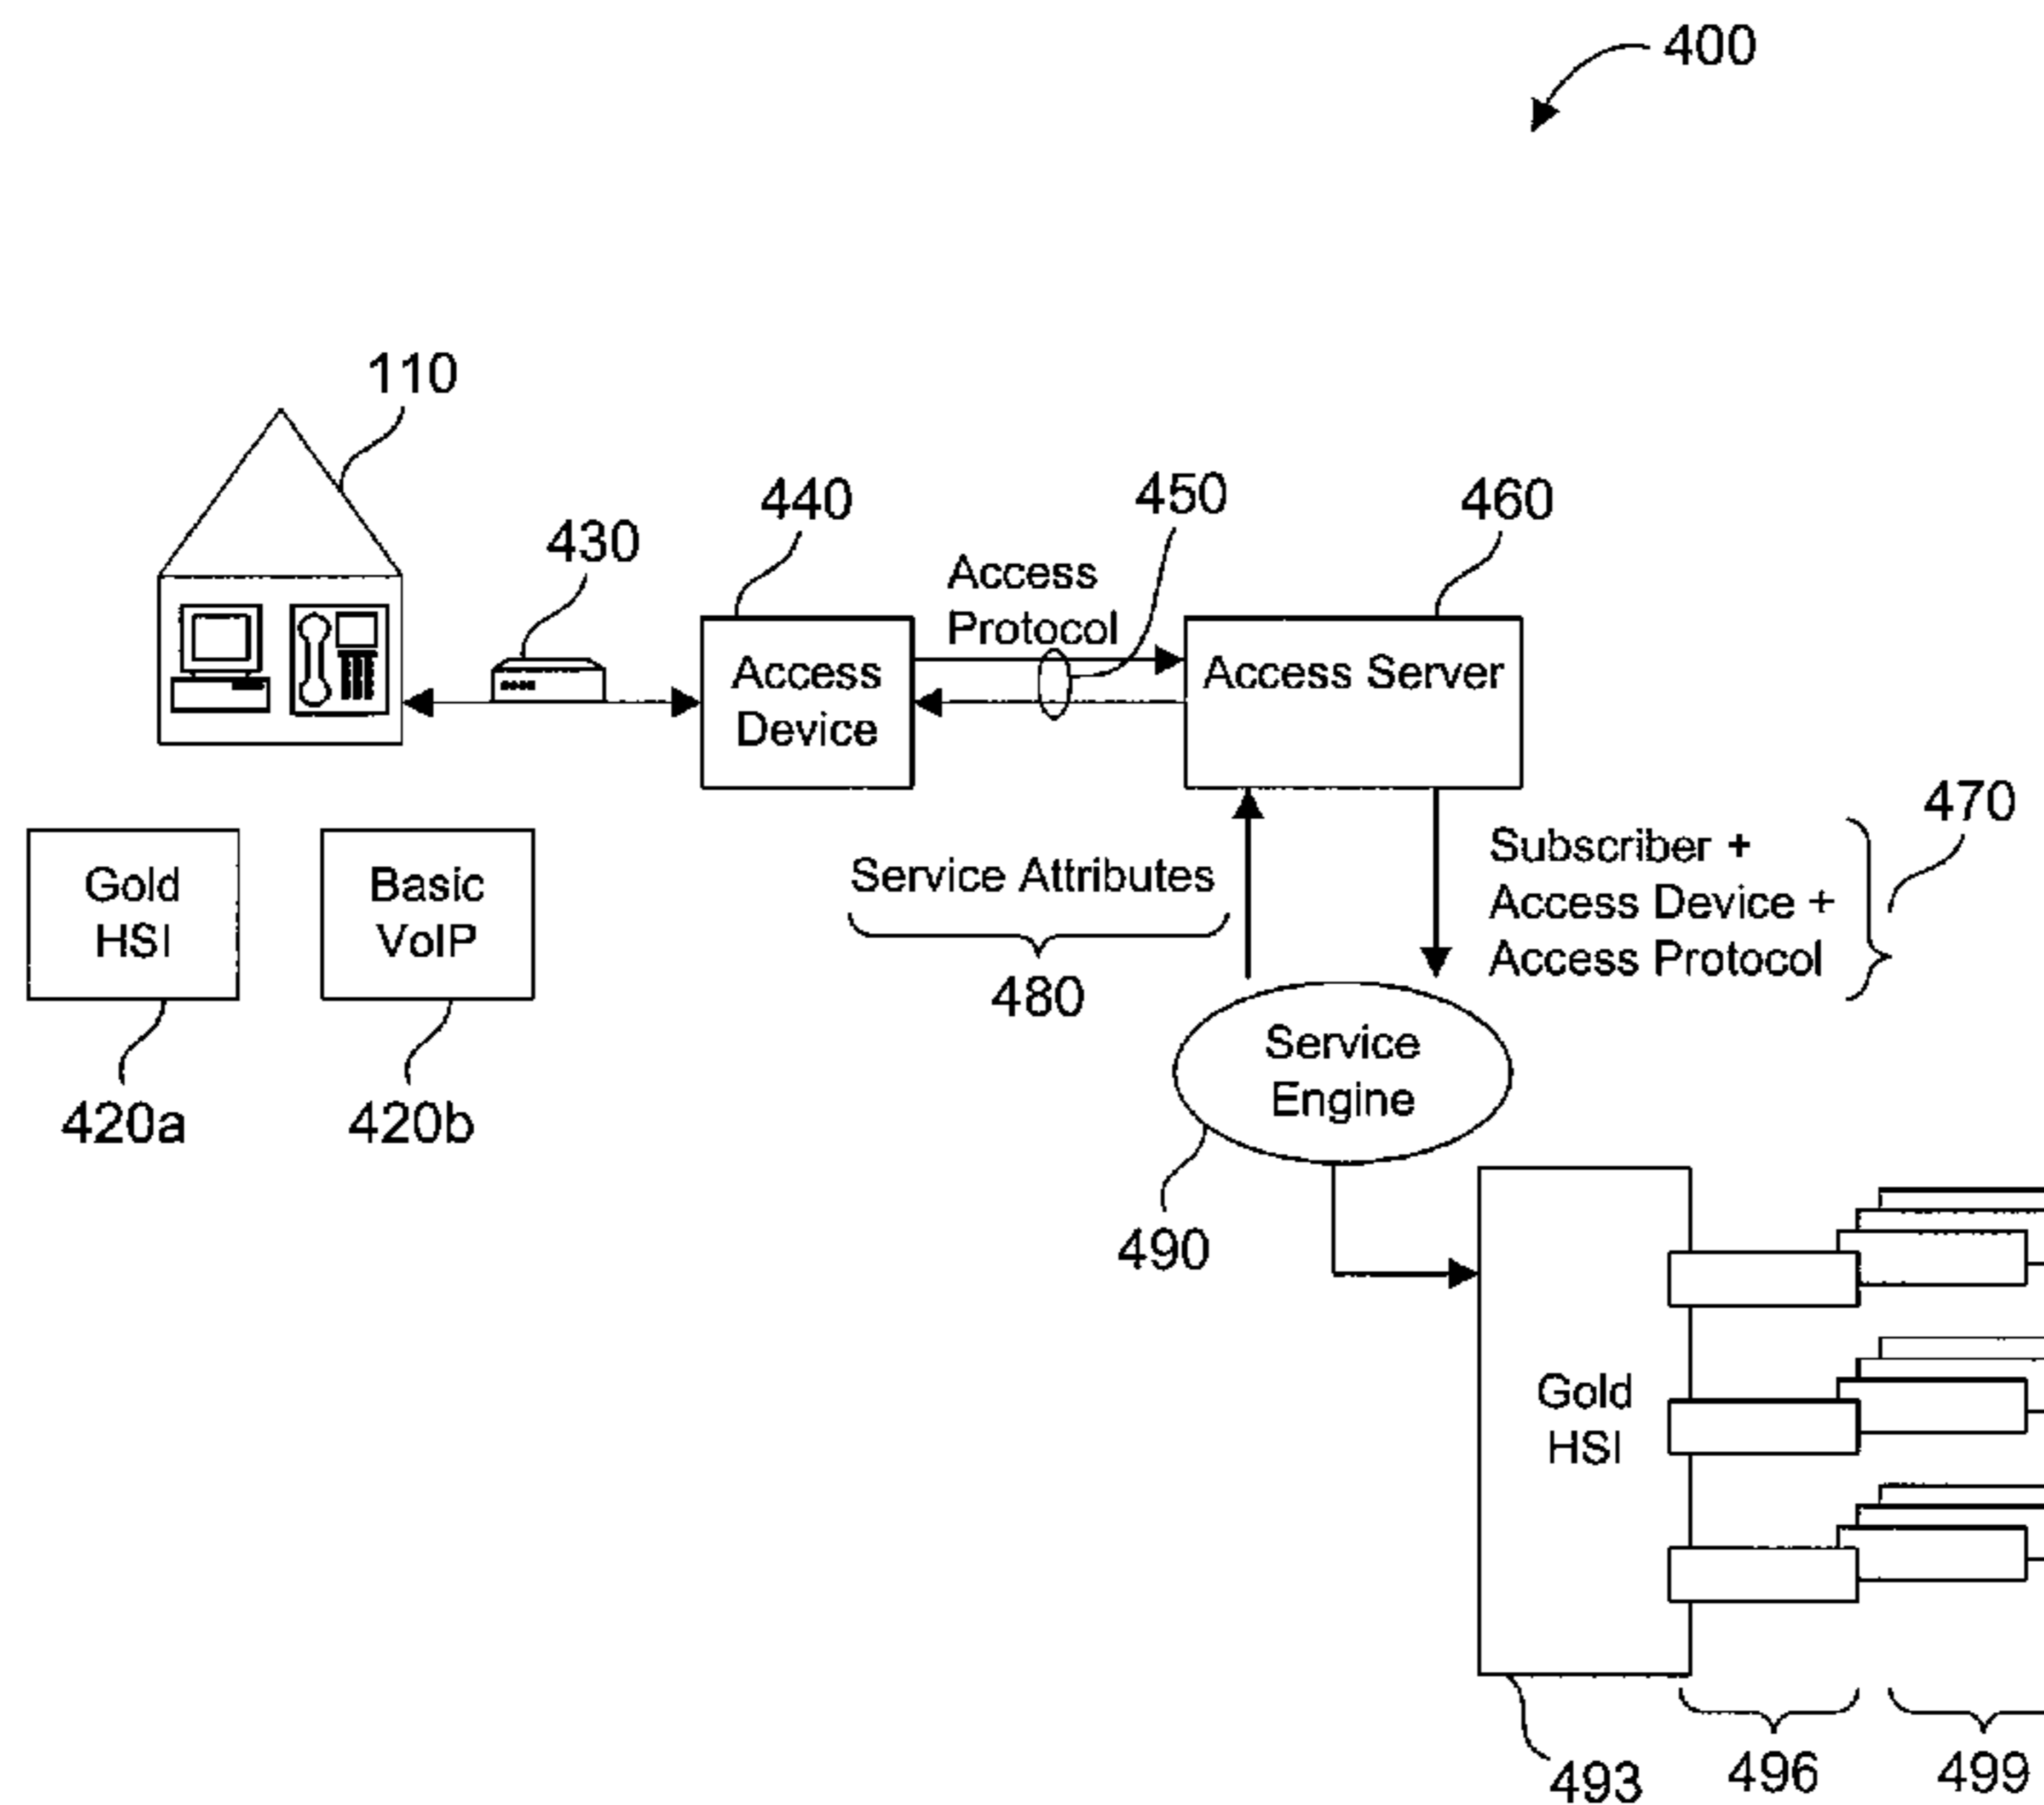 400
110
430
440
450
460
Access
Protocol
Access
Device
Access Server
470
Subscriber +
Access Device +
Access Protocol
Service Attributes
480
Gold
HSI
Basic
VoIP
420a
420b
Service
Engine
490
Gold
HSI
493
496
499